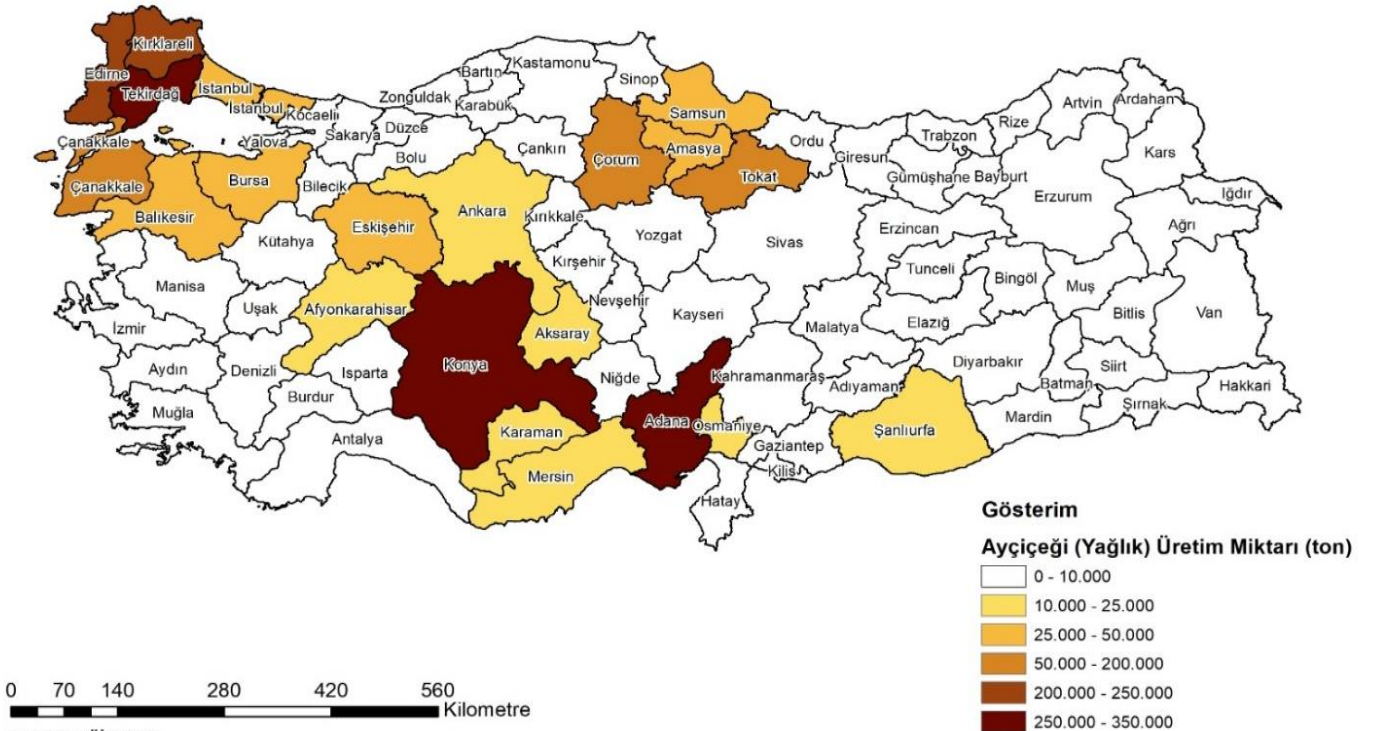 Kırklareli
Edirne
Tekirdağ
İstanbul
İstanbul
Kocaeli
Yalova
Sakarya
Düzce
Zonguldak
Bartın
Karabük
Kastamonu
Sinop
Samsun
Amasya
Çorum
Tokat
Ordu
Giresun
Trabzon
Gümüşhane
Bayburt
Rize
Artvin
Ardahan
Kars
Iğdır
Ağrı
Erzurum
Erzincan
Çanakkale
Çanakkale
Balıkesir
Bursa
Bilecik
Bolu
Çankırı
Ankara
Eskişehir
Kütahya
Kırıkkale
Kırşehir
Yozgat
Sivas
Tunceli
Bingöl
Muş
Bitlis
Van
Manisa
Uşak
Afyonkarahisar
İzmir
Aydın
Denizli
Muğla
Burdur
Isparta
Antalya
Konya
Aksaray
Nevşehir
Niğde
Kayseri
Malatya
Elazığ
Diyarbakır
Batman
Siirt
Şırnak
Hakkari
Mardin
Şanlıurfa
Adıyaman
Kahramanmaraş
Gaziantep
Kilis
Osmaniye
Adana
Hatay
Karaman
Mersin
Gösterim
Ayçiçeği (Yağlık) Üretim Miktarı (ton)
0 - 10.000
10.000 - 25.000
25.000 - 50.000
50.000 - 200.000
200.000 - 250.000
250.000 - 350.000
0 70 140 280 420 560
Kilometre